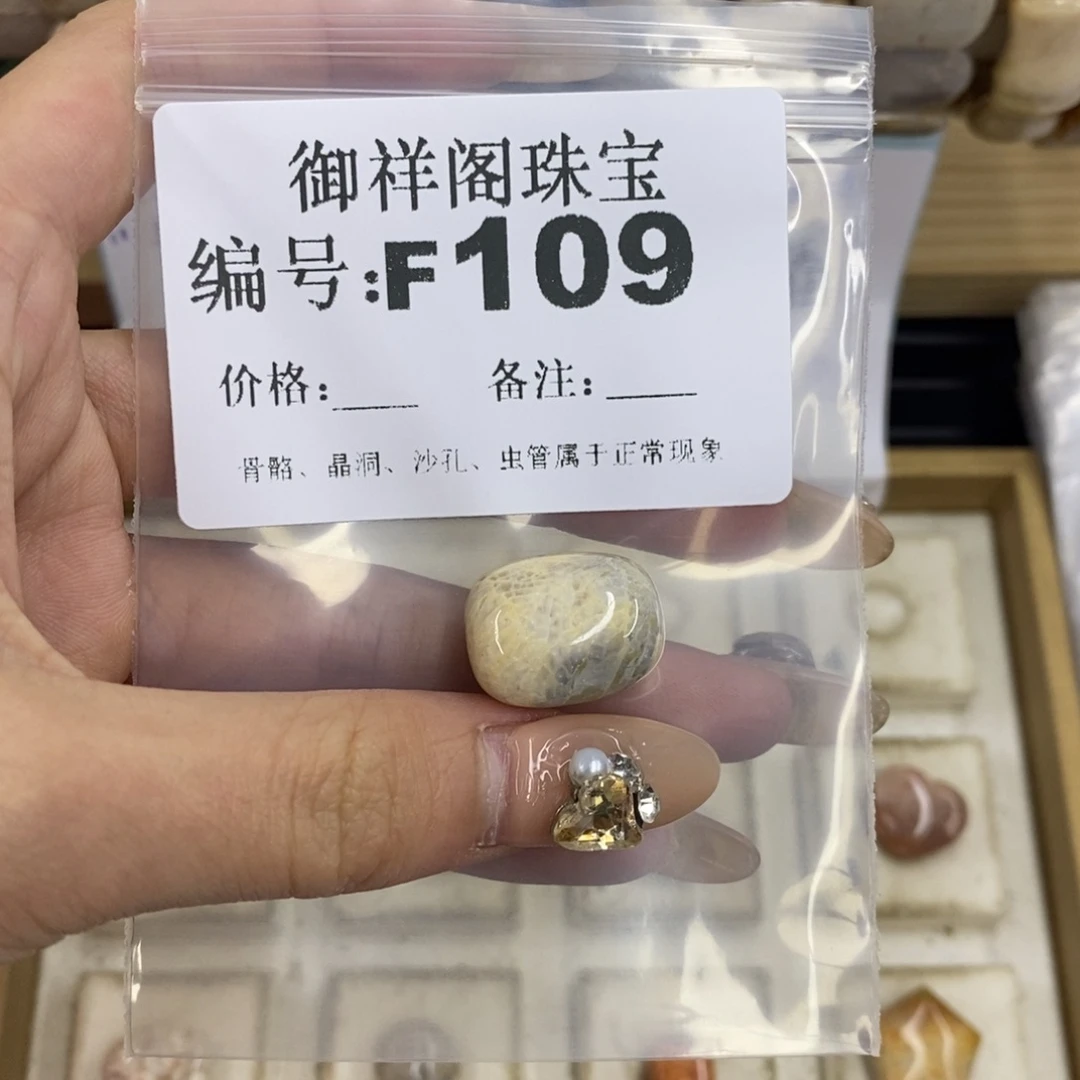 御祥阁珠宝
编号:F109
价格:___ 备注:____
骨骼、晶洞、沙孔、虫管属于正常现象